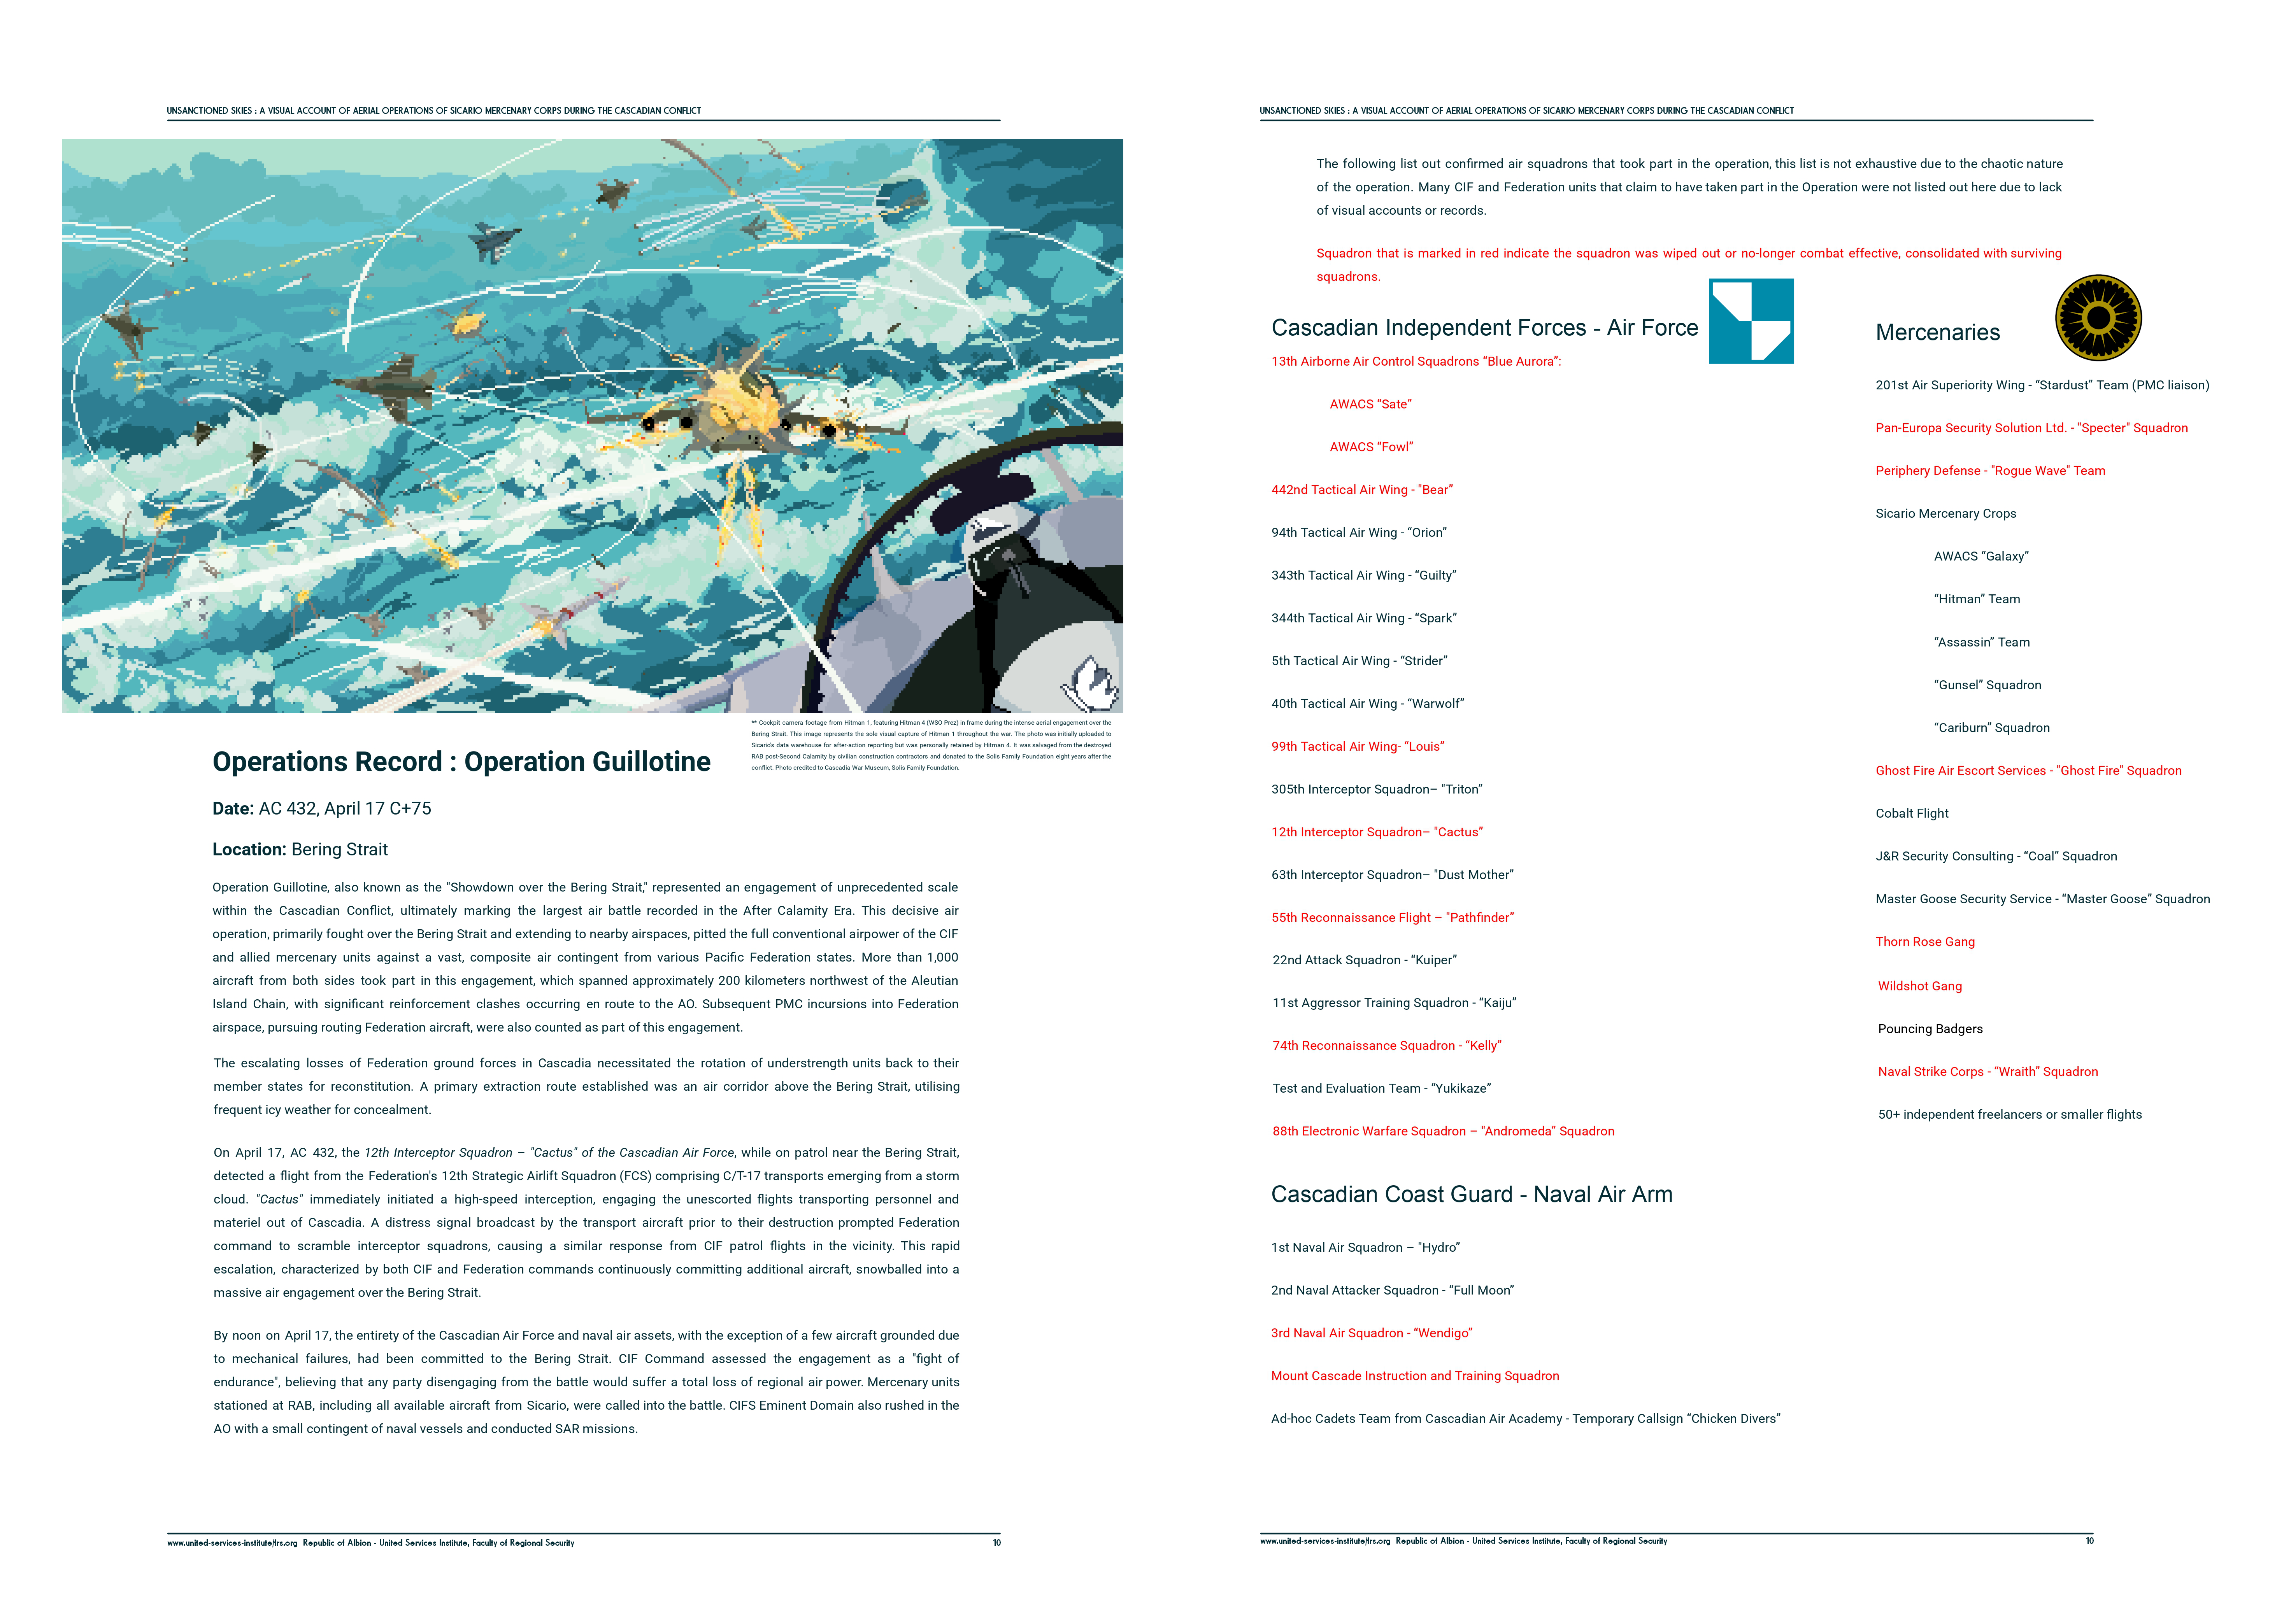 UNSANCTIONED SKIES : A VISUAL ACCOUNT OF AERIAL OPERATIONS OF SICARIO MERCENARY CORPS DURING THE CASCADIAN CONFLICT
** Cockpit camera footage from Hitman 1, featuring Hitman 4 (WSO Prez) in frame during the intense aerial engagement over the
Bering Strait. This image represents the sole visual capture of Hitman 1 throughout the war. The photo was initially uploaded to
Sicario's data warehouse for after-action reporting but was personally retained by Hitman 4. It was salvaged from the destroyed
RAB post-Second Calamity by civilian construction contractors and donated to the Solis Family Foundation eight years after the
conflict. Photo credited to Cascadia War Museum, Solis Family Foundation.
Operations Record : Operation Guillotine
Date: AC 432, April 17 C+75
Location: Bering Strait
Operation Guillotine, also known as the "Showdown over the Bering Strait," represented an engagement of unprecedented scale
within the Cascadian Conflict, ultimately marking the largest air battle recorded in the After Calamity Era. This decisive air
operation, primarily fought over the Bering Strait and extending to nearby airspaces, pitted the full conventional airpower of the CIF
and allied mercenary units against a vast, composite air contingent from various Pacific Federation states. More than 1,000
aircraft from both sides took part in this engagement, which spanned approximately 200 kilometers northwest of the Aleutian
Island Chain, with significant reinforcement clashes occurring en route to the AO. Subsequent PMC incursions into Federation
airspace, pursuing routing Federation aircraft, were also counted as part of this engagement.
The escalating losses of Federation ground forces in Cascadia necessitated the rotation of understrength units back to their
member states for reconstitution. A primary extraction route established was an air corridor above the Bering Strait, utilising
frequent icy weather for concealment.
On April 17, AC 432, the 12th Interceptor Squadron – "Cactus" of the Cascadian Air Force, while on patrol near the Bering Strait,
detected a flight from the Federation's 12th Strategic Airlift Squadron (FCS) comprising C/T-17 transports emerging from a storm
cloud. "Cactus" immediately initiated a high-speed interception, engaging the unescorted flights transporting personnel and
materiel out of Cascadia. A distress signal broadcast by the transport aircraft prior to their destruction prompted Federation
command to scramble interceptor squadrons, causing a similar response from CIF patrol flights in the vicinity. This rapid
escalation, characterized by both CIF and Federation commands continuously committing additional aircraft, snowballed into a
massive air engagement over the Bering Strait.
By noon on April 17, the entirety of the Cascadian Air Force and naval air assets, with the exception of a few aircraft grounded due
to mechanical failures, had been committed to the Bering Strait. CIF Command assessed the engagement as a "fight of
endurance", believing that any party disengaging from the battle would suffer a total loss of regional air power. Mercenary units
stationed at RAB, including all available aircraft from Sicario, were called into the battle. CIFS Eminent Domain also rushed in the
AO with a small contingent of naval vessels and conducted SAR missions.
www.united-services-institute/frs.org Republic of Albion - United Services Institute, Faculty of Regional Security
10
UNSANCTIONED SKIES : A VISUAL ACCOUNT OF AERIAL OPERATIONS OF SICARIO MERCENARY CORPS DURING THE CASCADIAN CONFLICT
The following list out confirmed air squadrons that took part in the operation, this list is not exhaustive due to the chaotic nature
of the operation. Many CIF and Federation units that claim to have taken part in the Operation were not listed out here due to lack
of visual accounts or records.
Squadron that is marked in red indicate the squadron was wiped out or no-longer combat effective, consolidated with surviving
squadrons.
Cascadian Independent Forces - Air Force
13th Airborne Air Control Squadrons “Blue Aurora”:
AWACS “Sate”
AWACS “Fowl”
442nd Tactical Air Wing - "Bear”
94th Tactical Air Wing - “Orion”
343th Tactical Air Wing - “Guilty”
344th Tactical Air Wing - “Spark”
5th Tactical Air Wing - “Strider”
40th Tactical Air Wing - “Warwolf”
99th Tactical Air Wing- “Louis”
305th Interceptor Squadron– "Triton”
12th Interceptor Squadron– "Cactus”
63th Interceptor Squadron– "Dust Mother”
55th Reconnaissance Flight – "Pathfinder”
22nd Attack Squadron - “Kuiper”
11st Aggressor Training Squadron - “Kaiju”
74th Reconnaissance Squadron - “Kelly”
Test and Evaluation Team - “Yukikaze”
88th Electronic Warfare Squadron – "Andromeda” Squadron
Cascadian Coast Guard - Naval Air Arm
1st Naval Air Squadron – "Hydro”
2nd Naval Attacker Squadron - “Full Moon”
3rd Naval Air Squadron - “Wendigo”
Mount Cascade Instruction and Training Squadron
Ad-hoc Cadets Team from Cascadian Air Academy - Temporary Callsign “Chicken Divers”
Mercenaries
201st Air Superiority Wing - “Stardust” Team (PMC liaison)
Pan-Europa Security Solution Ltd. - "Specter" Squadron
Periphery Defense - "Rogue Wave" Team
Sicario Mercenary Crops
AWACS “Galaxy”
“Hitman” Team
“Assassin” Team
“Gunsel” Squadron
“Cariburn” Squadron
Ghost Fire Air Escort Services - "Ghost Fire" Squadron
Cobalt Flight
J&R Security Consulting - “Coal” Squadron
Master Goose Security Service - “Master Goose” Squadron
Thorn Rose Gang
Wildshot Gang
Pouncing Badgers
Naval Strike Corps - “Wraith” Squadron
50+ independent freelancers or smaller flights
www.united-services-institute/frs.org Republic of Albion - United Services Institute, Faculty of Regional Security
10